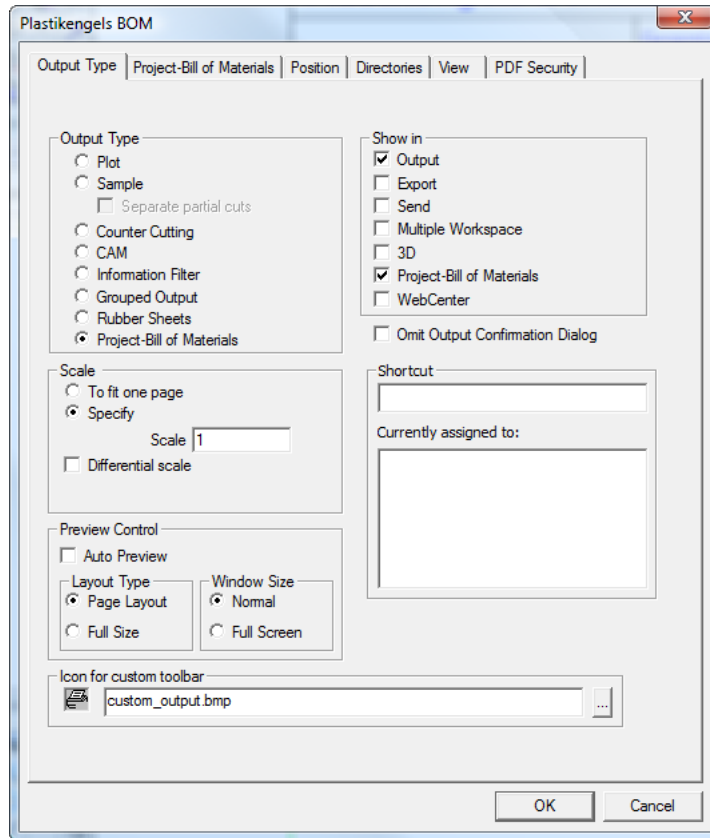 Plastikengels BOM
Output Type
Project-Bill of Materials
Position
Directories
View
PDF Security
Output Type
Plot
Sample
Separate partial cuts
Counter Cutting
CAM
Information Filter
Grouped Output
Rubber Sheets
Project-Bill of Materials
Show in
Output
Export
Send
Multiple Workspace
3D
Project-Bill of Materials
WebCenter
Omit Output Confirmation Dialog
Scale
To fit one page
Specify
Scale 1
Differential scale
Shortcut
Currently assigned to:
Preview Control
Auto Preview
Layout Type
Page Layout
Full Size
Window Size
Normal
Full Screen
Icon for custom toolbar
custom_output.bmp
...
OK
Cancel